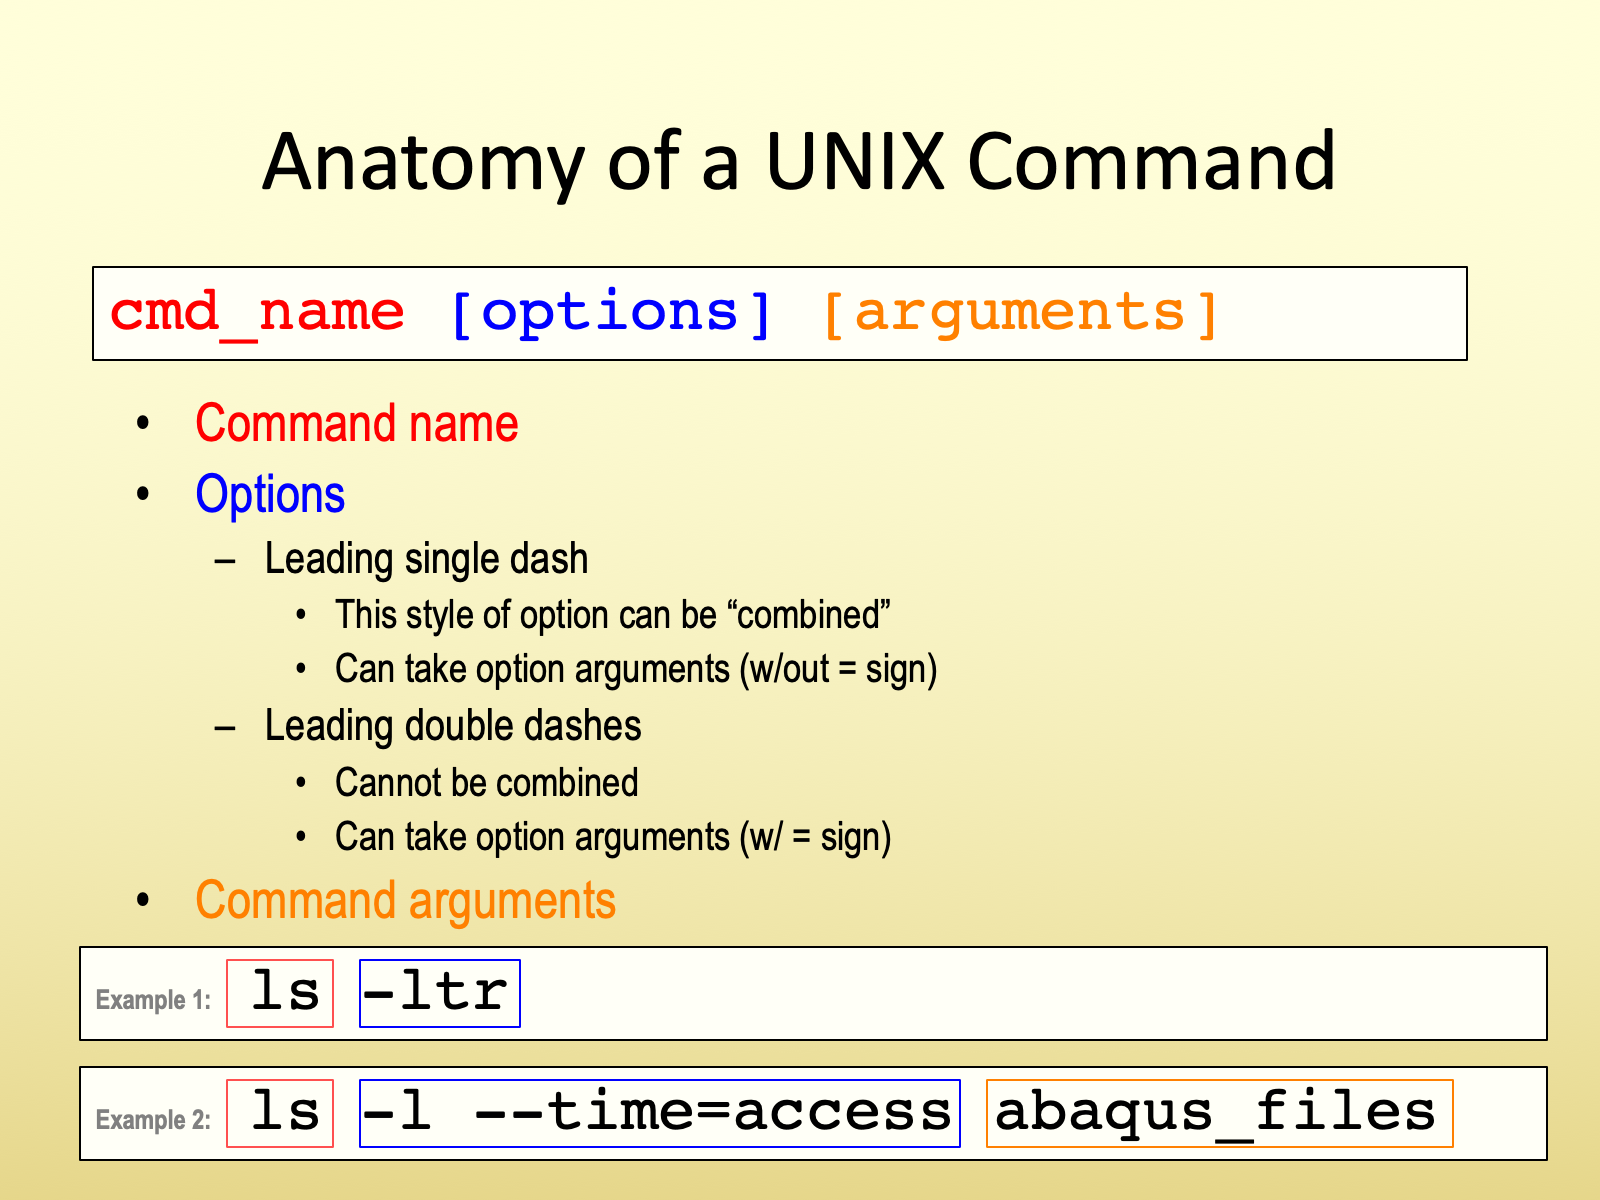 Anatomy of a UNIX Command
cmd_name [options] [arguments]
• Command name
• Options
– Leading single dash
• This style of option can be “combined”
• Can take option arguments (w/out = sign)
– Leading double dashes
• Cannot be combined
• Can take option arguments (w/ = sign)
• Command arguments
Example 1: ls -ltr
Example 2: ls -l --time=access abaqus_files